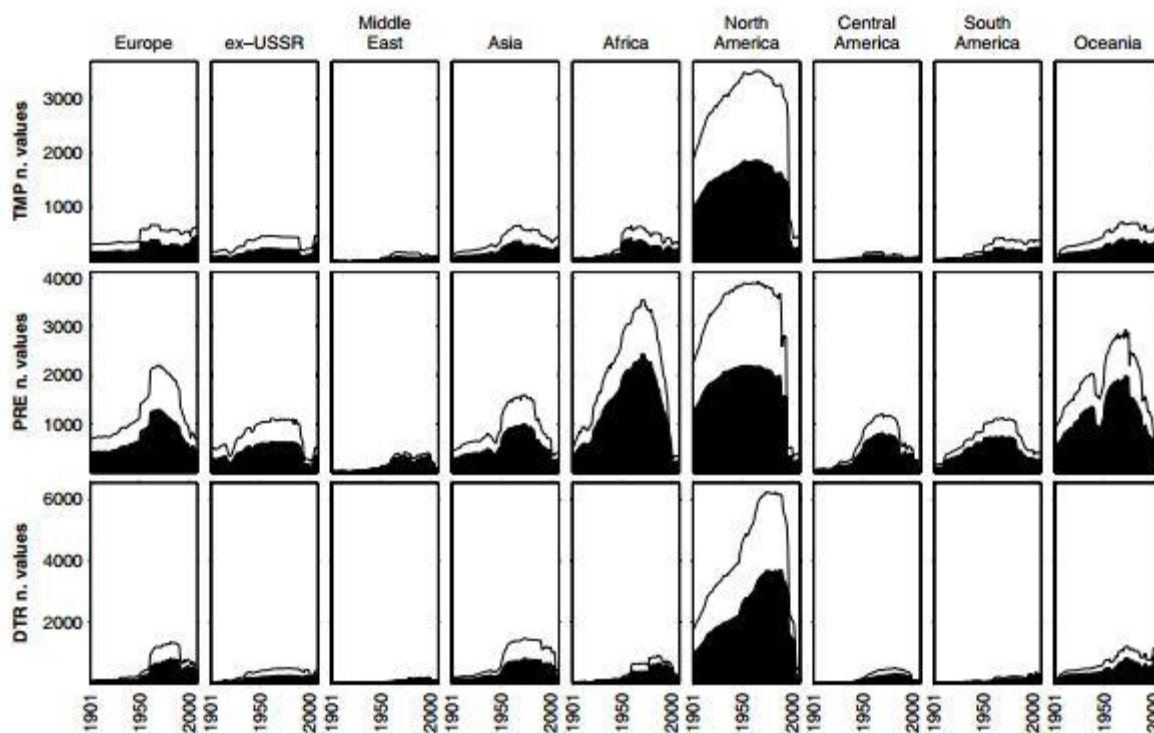 Europe
ex-USSR
Middle
East
Asia
Africa
North
America
Central
America
South
America
Oceania
TMP n. values
3000
2000
1000
PRE n. values
4000
3000
2000
1000
DTR n. values
6000
4000
2000
1901
1950
2000
1901
1950
2000
1901
1950
2000
1901
1950
2000
1901
1950
2000
1901
1950
2000
1901
1950
2000
1901
1950
2000
1901
1950
2000